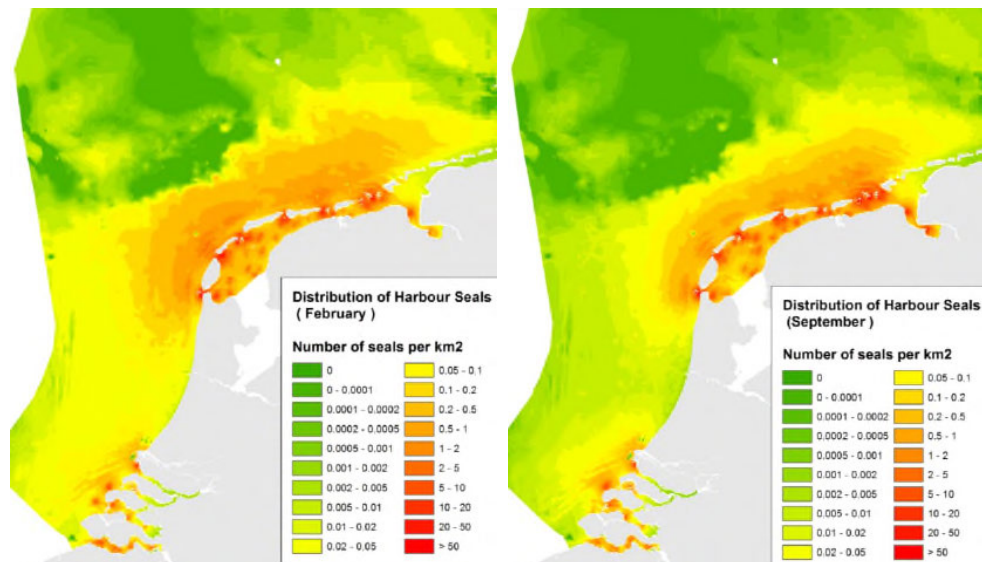 Distribution of Harbour Seals
( February )
Number of seals per km2
0
0 - 0.0001
0.0001 - 0.0002
0.0002 - 0.0005
0.0005 - 0.001
0.001 - 0.002
0.002 - 0.005
0.005 - 0.01
0.01 - 0.02
0.02 - 0.05
0.05 - 0.1
0.1 - 0.2
0.2 - 0.5
0.5 - 1
1 - 2
2 - 5
5 - 10
10 - 20
20 - 50
> 50
Distribution of Harbour Seals
(September )
Number of seals per km2
0
0 - 0.0001
0.0001 - 0.0002
0.0002 - 0.0005
0.0005 - 0.001
0.001 - 0.002
0.002 - 0.005
0.005 - 0.01
0.01 - 0.02
0.02 - 0.05
0.05 - 0.1
0.1 - 0.2
0.2 - 0.5
0.5 - 1
1 - 2
2 - 5
5 - 10
10 - 20
20 - 50
> 50